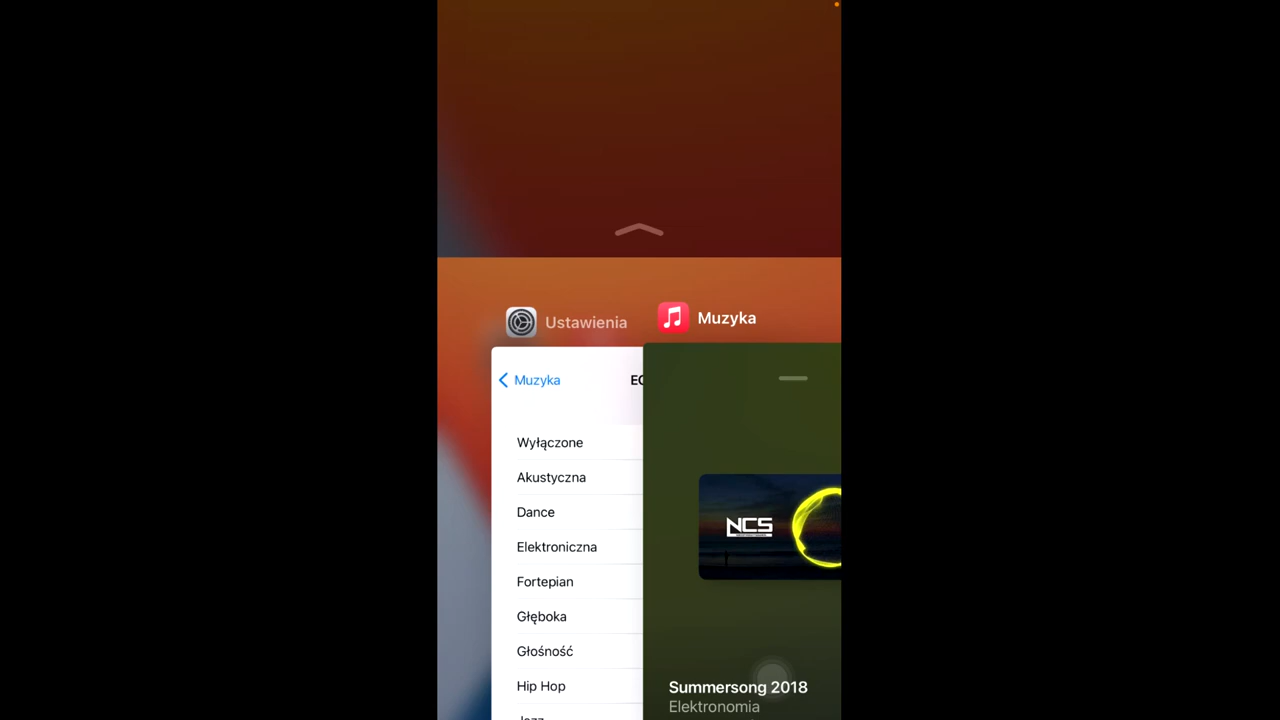 Ustawienia
Muzyka
Muzyka
Wyłączone
Akustyczna
Dance
Elektroniczna
Fortepian
Głęboka
Głośność
Hip Hop
NCS
Summersong 2018
Elektronomia